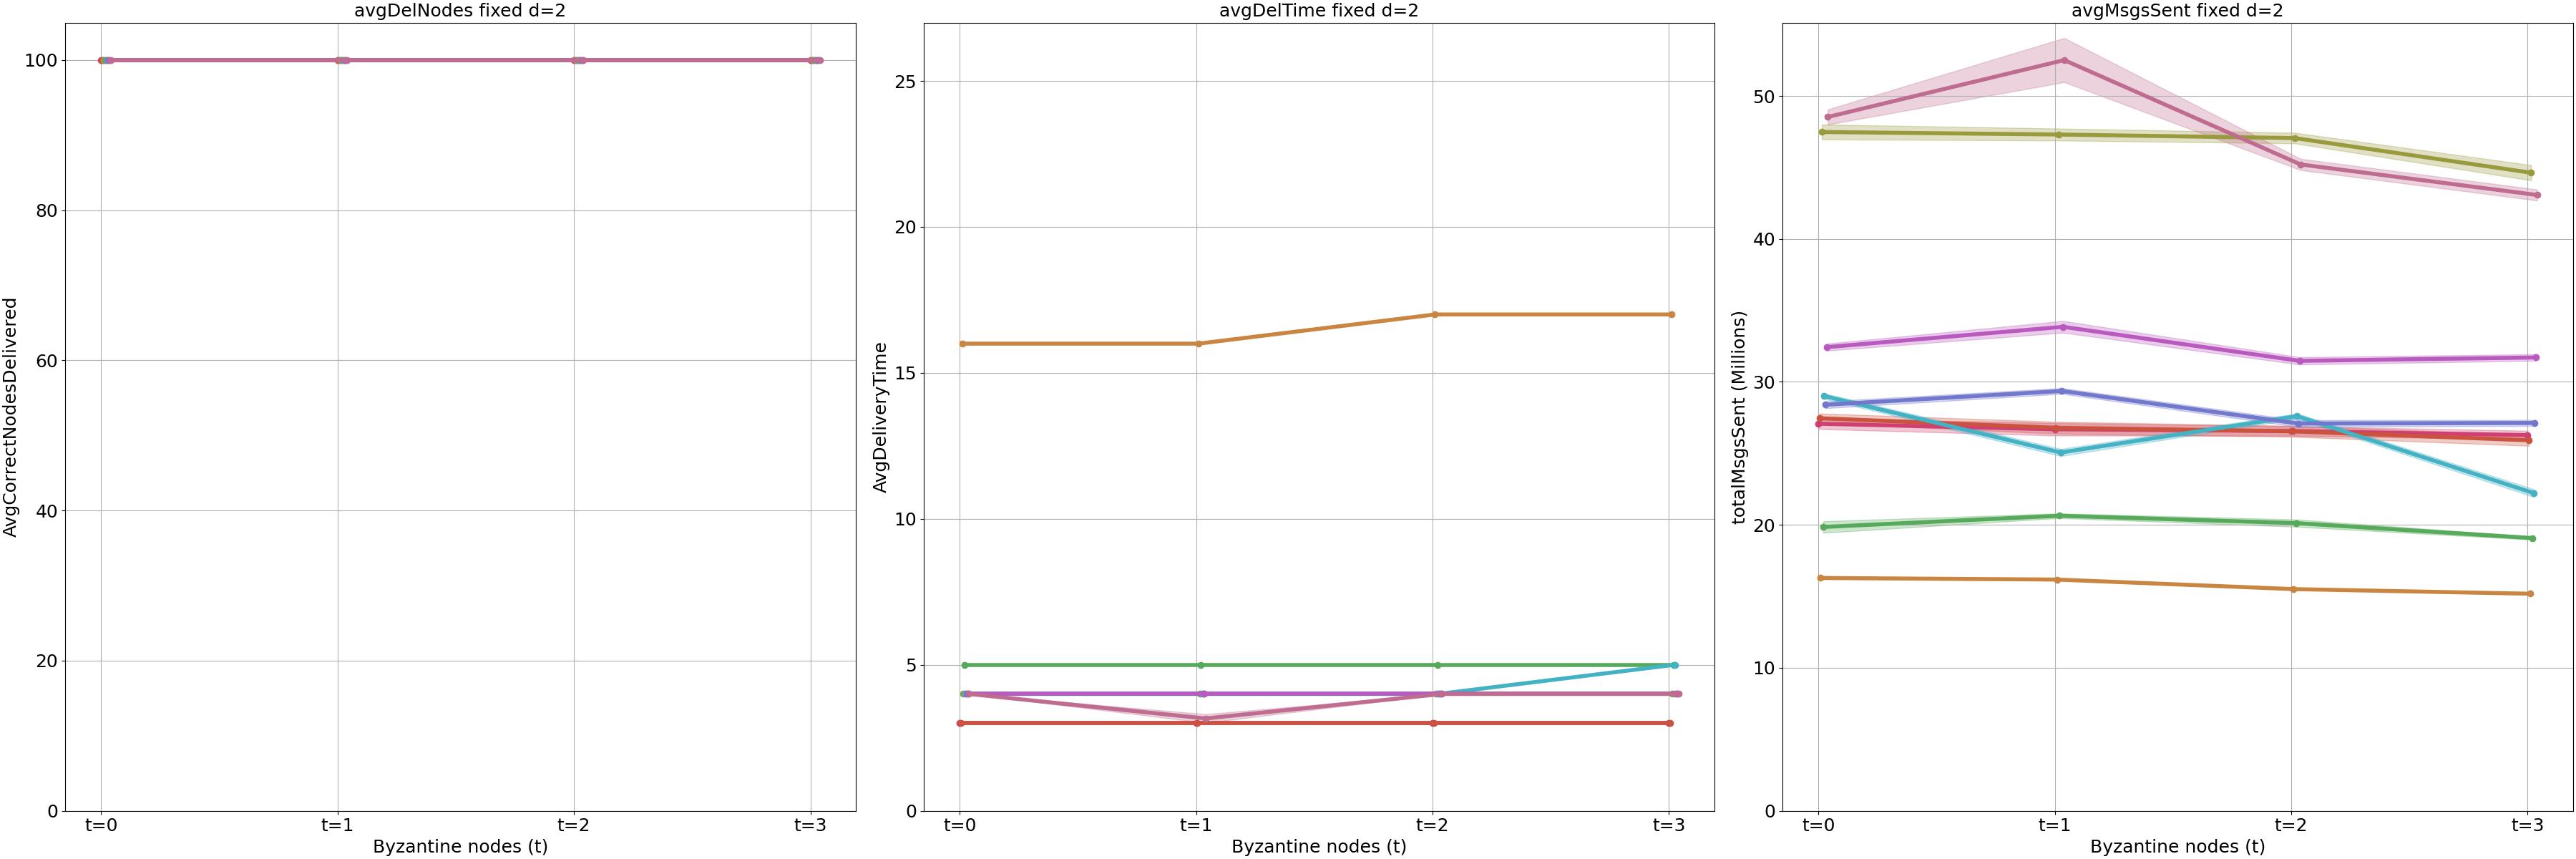 avgDelNodes fixed d=2
AvgCorrectNodesDelivered
100
80
60
40
20
0
t=0 t=1 t=2 t=3
Byzantine nodes (t)
avgDelTime fixed d=2
AvgDeliveryTime
25
20
15
10
5
0
t=0 t=1 t=2 t=3
Byzantine nodes (t)
avgMsgsSent fixed d=2
totalMsgsSent (Millions)
50
40
30
20
10
0
t=0 t=1 t=2 t=3
Byzantine nodes (t)